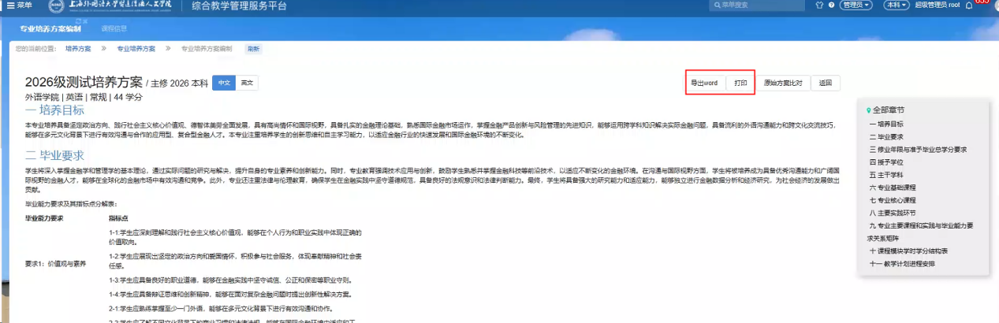 菜单
上海外国语大学贤达经济人文学院
综合教学管理服务平台
菜单搜索
管理员
本科
超级管理员 root
专业培养方案编制
课程信息
您的当前位置: 培养方案 » 专业培养方案 » 专业培养方案编制 刷新
2026级测试培养方案 / 主修 2026 本科 中文 英文
导出word 打印 原始方案比对 返回
外语学院 | 英语 | 常规 | 44 学分
一 培养目标
本专业培养具备坚定政治方向、践行社会主义核心价值观、德智体美劳全面发展，具有高尚情怀和国际视野，具备扎实的金融理论基础，熟悉国际金融市场运作，掌握金融产品创新与风险管理的先进知识，能够运用跨学科知识解决实际金融问题，具备流利的外语沟通能力和跨文化交流技巧，
能够在多元文化背景下进行有效沟通与合作的应用型、复合型金融人才。本专业注重培养学生的创新思维和自主学习能力，以适应金融行业的快速发展和国际金融环境的不断变化。
二 毕业要求
学生将深入掌握金融学和管理学的基本理论，通过实际问题的研究与解决，提升自身的专业素养和创新能力。同时，专业教育强调技术应用与创新，鼓励学生熟悉并掌握金融科技等前沿技术，以适应不断变化的金融环境。在沟通与国际视野方面，学生将被培养成为具备优秀沟通能力和广阔国
际视野的金融人才，能够在全球化的金融市场中有效沟通和竞争。此外，专业还注重法律与伦理教育，确保学生在金融实践中坚守道德规范，具备良好的法规意识和法律判断能力。最终，学生将具备强大的研究能力和适应能力，能够独立进行金融数据分析和经济研究，为社会经济的发展做出
贡献。
毕业能力要求及其指标点分解表：
毕业能力要求 指标点
1-1:学生应深刻理解和践行社会主义核心价值观，能够在个人行为和职业实践中体现正确的
价值取向。
要求1：价值观与素养
1-2:学生应展现出坚定的政治方向和爱国情怀，积极参与社会服务，体现奉献精神和社会责
任感。
1-3:学生应具备良好的职业道德，能够在金融实践中坚守诚信、公正和保密等职业守则。
1-4:学生应具备辩证思维和创新精神，能够在面对复杂金融问题时提出创新性解决方案。
2-1:学生应熟练掌握至少一门外语，能够在多元文化背景下进行有效沟通和协作。
全部章节
一 培养目标
二 毕业要求
三 修业年限与准予毕业总学分要求
四 授予学位
五 主干学科
六 专业基础课程
七 专业核心课程
八 主要实践环节
九 专业主要课程和实践与毕业能力要
求关系矩阵
十 课程模块学时学分结构表
十一 教学计划进程安排